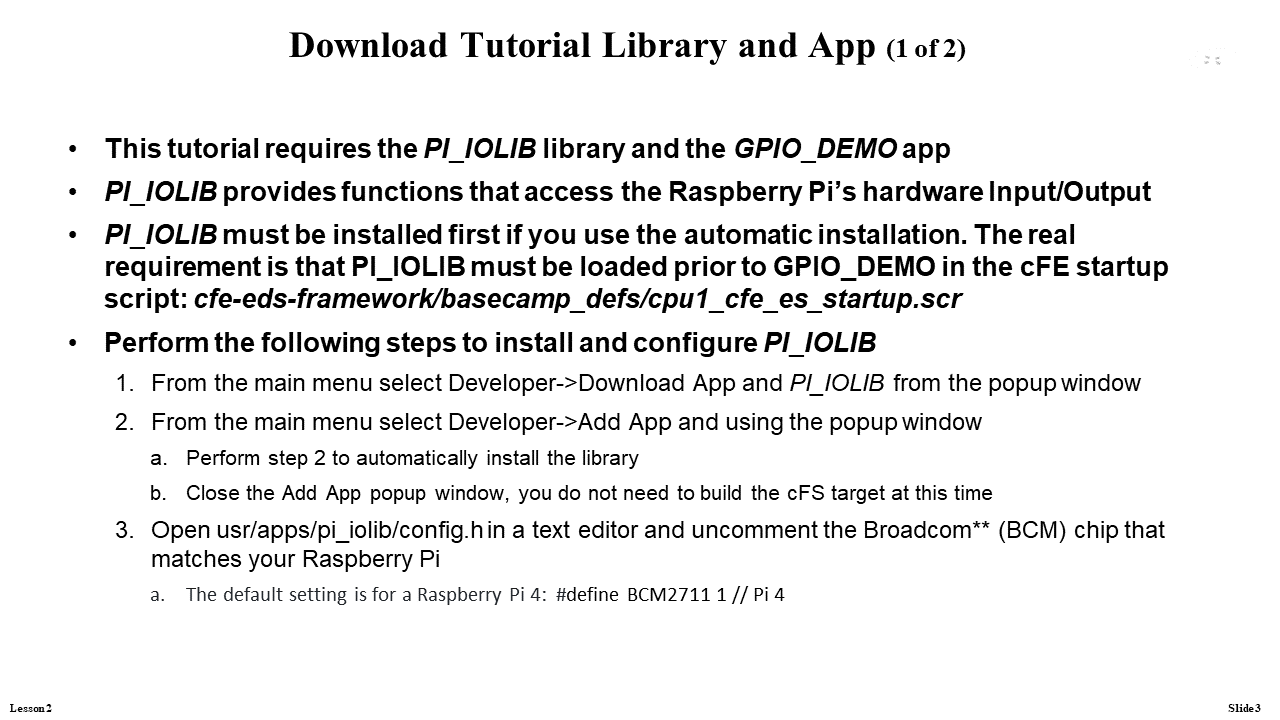 Download Tutorial Library and App (1 of 2)
• This tutorial requires the PI_IOLIB library and the GPIO_DEMO app
• PI_IOLIB provides functions that access the Raspberry Pi’s hardware Input/Output
• PI_IOLIB must be installed first if you use the automatic installation. The real
requirement is that PI_IOLIB must be loaded prior to GPIO_DEMO in the cFE startup
script: cfe-eds-framework/basecamp_defs/cpu1_cfe_es_startup.scr
• Perform the following steps to install and configure PI_IOLIB
1. From the main menu select Developer->Download App and PI_IOLIB from the popup window
2. From the main menu select Developer->Add App and using the popup window
a. Perform step 2 to automatically install the library
b. Close the Add App popup window, you do not need to build the cFS target at this time
3. Open usr/apps/pi_iolib/config.h in a text editor and uncomment the Broadcom** (BCM) chip that
matches your Raspberry Pi
a. The default setting is for a Raspberry Pi 4: #define BCM2711 1 // Pi 4
Lesson 2
Slide 3